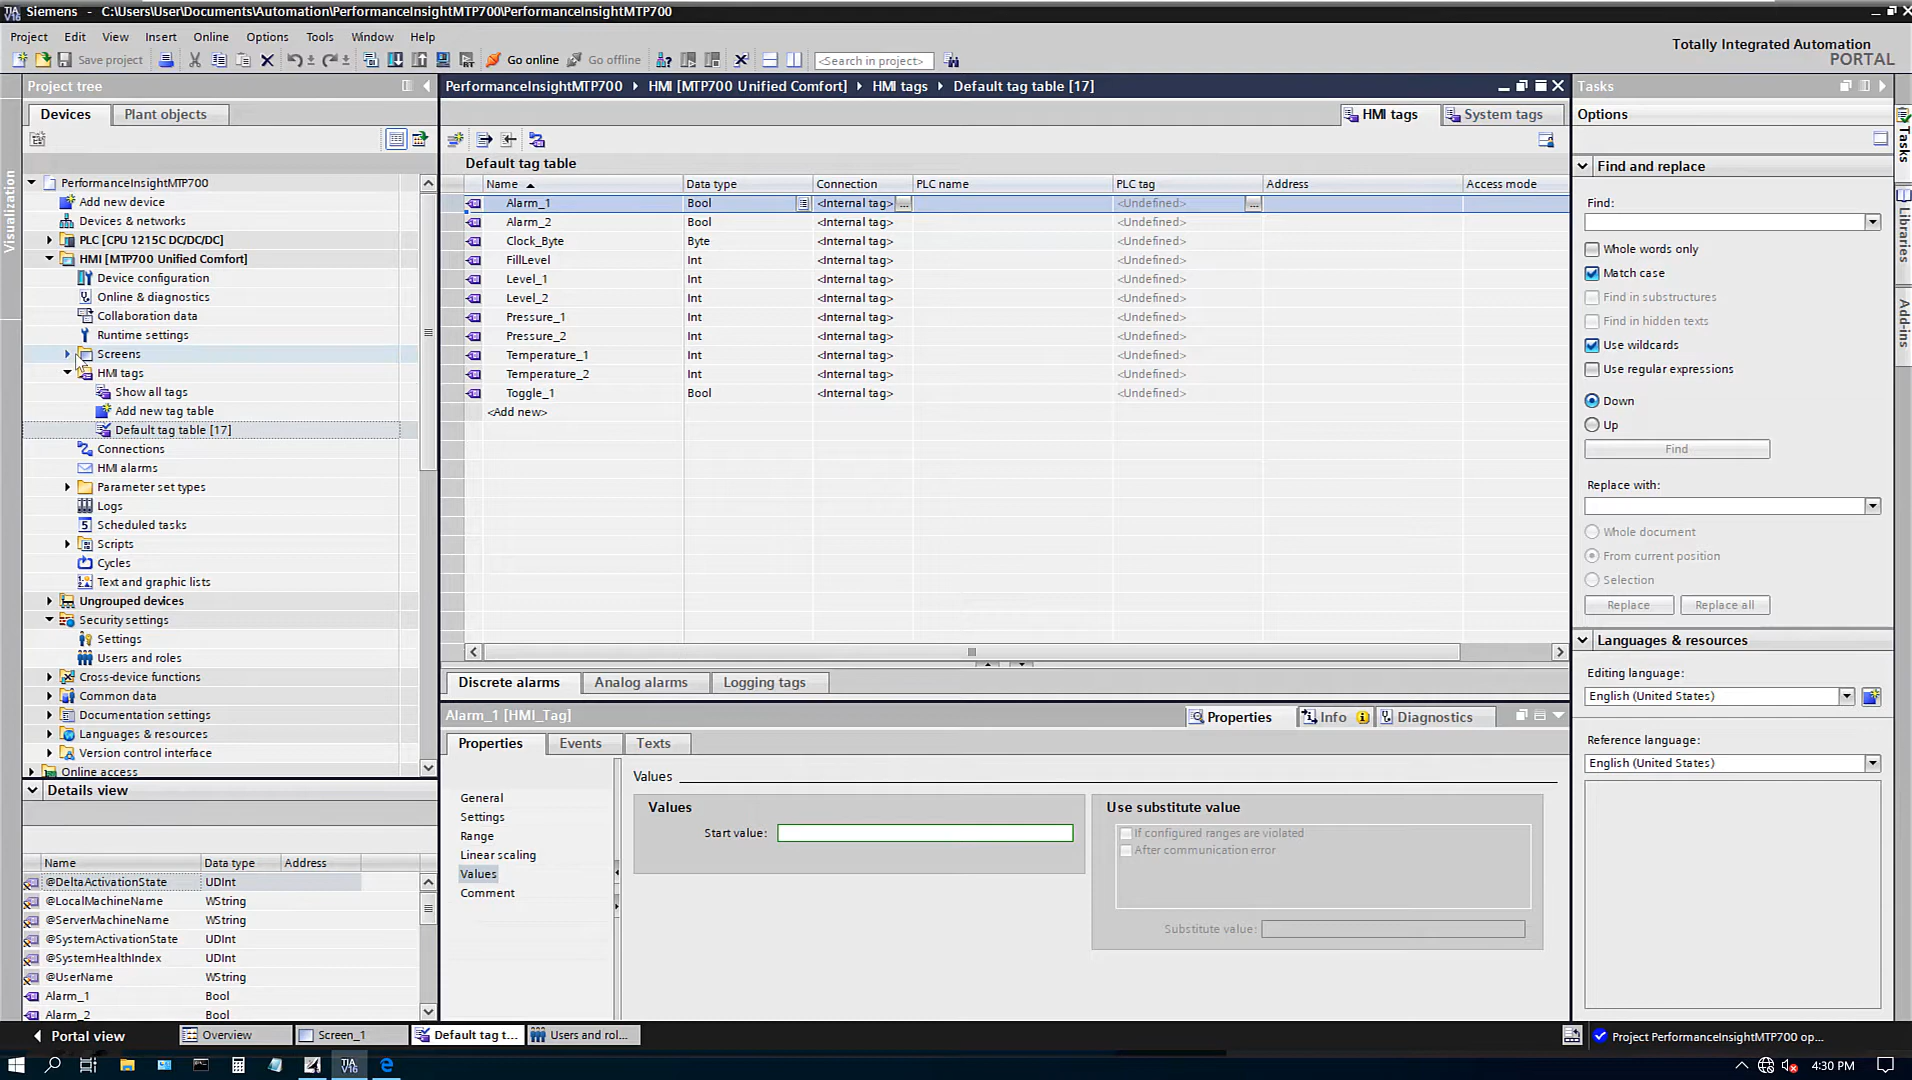 Siemens - C:\Users\User\Documents\Automation\PerformanceInsightMTP700\PerformanceInsightMTP700
Project Edit View Insert Online Options Tools Window Help
Totally Integrated Automation
PORTAL
Save project
Go online
Go offline
<Search in project>
Project tree
Devices
Plant objects
Visualization
PerformanceInsightMTP700
Add new device
Devices & networks
PLC [CPU 1215C DC/DC/DC]
HMI [MTP700 Unified Comfort]
Device configuration
Online & diagnostics
Collaboration data
Runtime settings
Screens
HMI tags
Show all tags
Add new tag table
Default tag table [17]
Connections
HMI alarms
Parameter set types
Logs
Scheduled tasks
Scripts
Cycles
Text and graphic lists
Ungrouped devices
Security settings
Settings
Users and roles
Cross-device functions
Common data
Documentation settings
Languages & resources
Version control interface
Online access
Details view
Name Data type Address
@DeltaActivationState UDInt
@LocalMachineName WString
@ServerMachineName WString
@SystemActivationState UDInt
@SystemHealthIndex UDInt
@UserName WString
Alarm_1 Bool
Alarm_2 Bool
PerformanceInsightMTP700 HMI [MTP700 Unified Comfort] HMI tags Default tag table [17]
HMI tags
System tags
Default tag table
Name Data type Connection PLC name PLC tag Address Access mode
Alarm_1 Bool <Internal tag> ... <Undefined> ...
Alarm_2 Bool <Internal tag> <Undefined>
Clock_Byte Byte <Internal tag> <Undefined>
FillLevel Int <Internal tag> <Undefined>
Level_1 Int <Internal tag> <Undefined>
Level_2 Int <Internal tag> <Undefined>
Pressure_1 Int <Internal tag> <Undefined>
Pressure_2 Int <Internal tag> <Undefined>
Temperature_1 Int <Internal tag> <Undefined>
Temperature_2 Int <Internal tag> <Undefined>
Toggle_1 Bool <Internal tag> <Undefined>
<Add new>
Discrete alarms
Analog alarms
Logging tags
Alarm_1 [HMI_Tag]
Properties
Info
Diagnostics
Properties
Events
Texts
General
Settings
Range
Linear scaling
Values
Comment
Values
Values
Start value:
Use substitute value
If configured ranges are violated
After communication error
Substitute value:
Tasks
Options
Find and replace
Find:
Whole words only
Match case
Find in substructures
Find in hidden texts
Use wildcards
Use regular expressions
Down
Up
Find
Replace with:
Whole document
From current position
Selection
Replace
Replace all
Languages & resources
Editing language:
English (United States)
Reference language:
English (United States)
Tasks
Libraries
Add-ins
Portal view
Overview
Screen_1
Default tag t...
Users and rol...
Project PerformanceInsightMTP700 op...
4:30 PM